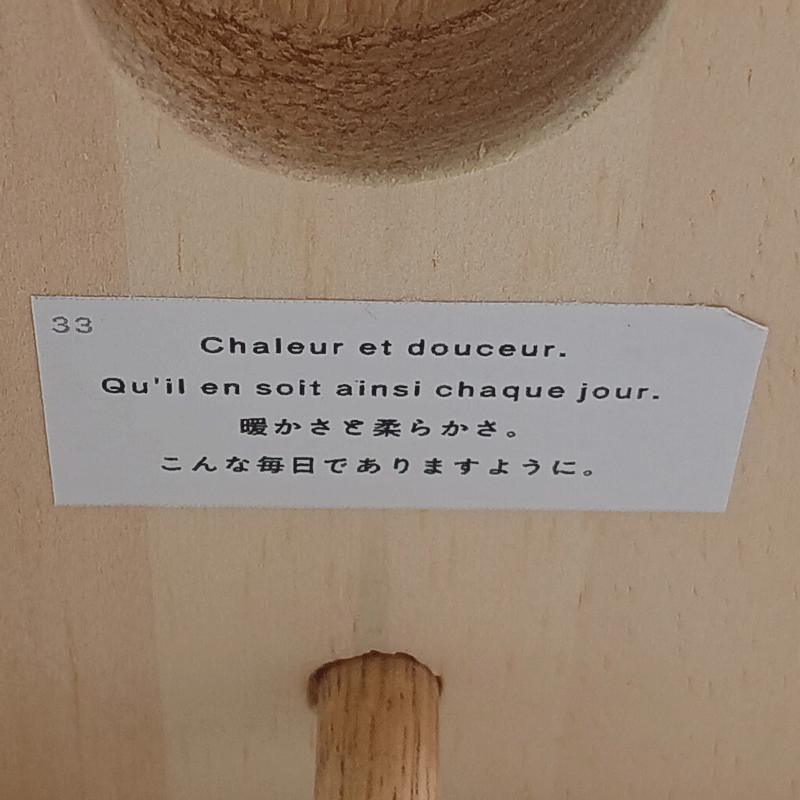 33
Chaleur et douceur.
Qu'il en soit ainsi chaque jour.
暖かさと柔らかさ。
こんな毎日でありますように。